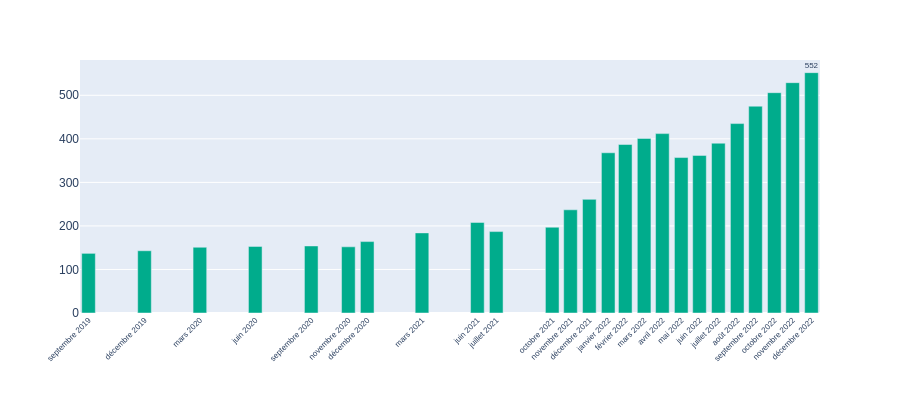 552
500
400
300
200
100
0
septembre 2019
décembre 2019
mars 2020
juin 2020
septembre 2020
novembre 2020
décembre 2020
mars 2021
juin 2021
juillet 2021
octobre 2021
novembre 2021
décembre 2021
janvier 2022
février 2022
mars 2022
avril 2022
mai 2022
juin 2022
juillet 2022
août 2022
septembre 2022
octobre 2022
novembre 2022
décembre 2022